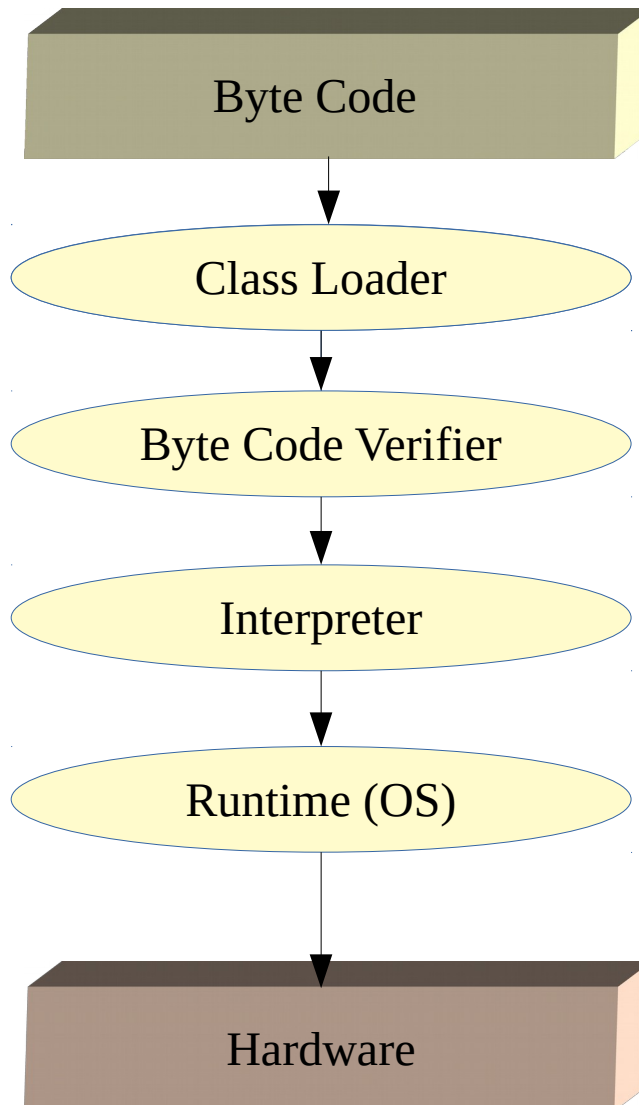 Byte Code
Class Loader
Byte Code Verifier
Interpreter
Runtime (OS)
Hardware